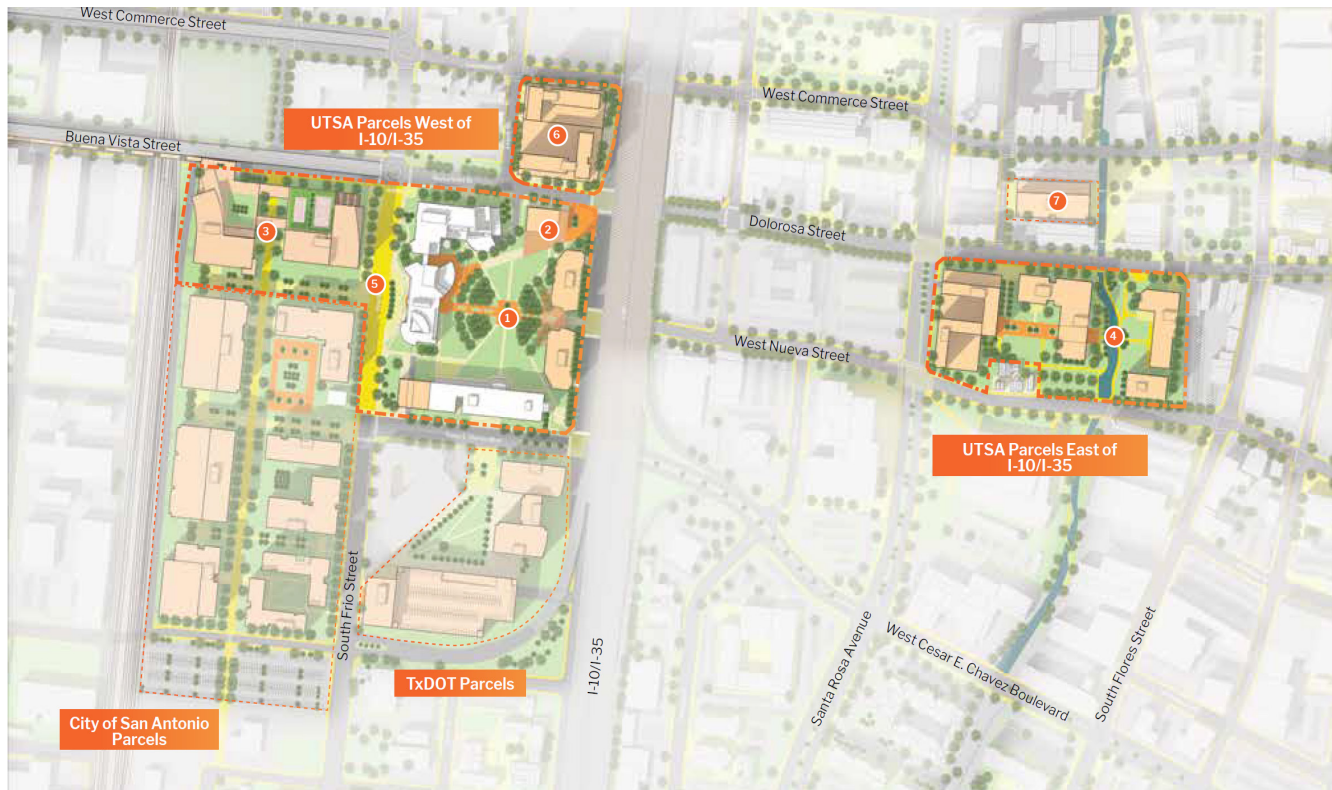 West Commerce Street
West Commerce Street
UTSA Parcels West of
I-10/I-35
6
Buena Vista Street
7
Dolorosa Street
3
2
5
1
4
West Nueva Street
UTSA Parcels East of
I-10/I-35
South Frio Street
I-10/I-35
Santa Rosa Avenue
West Cesar E. Chavez Boulevard
South Flores Street
TxDOT Parcels
City of San Antonio
Parcels